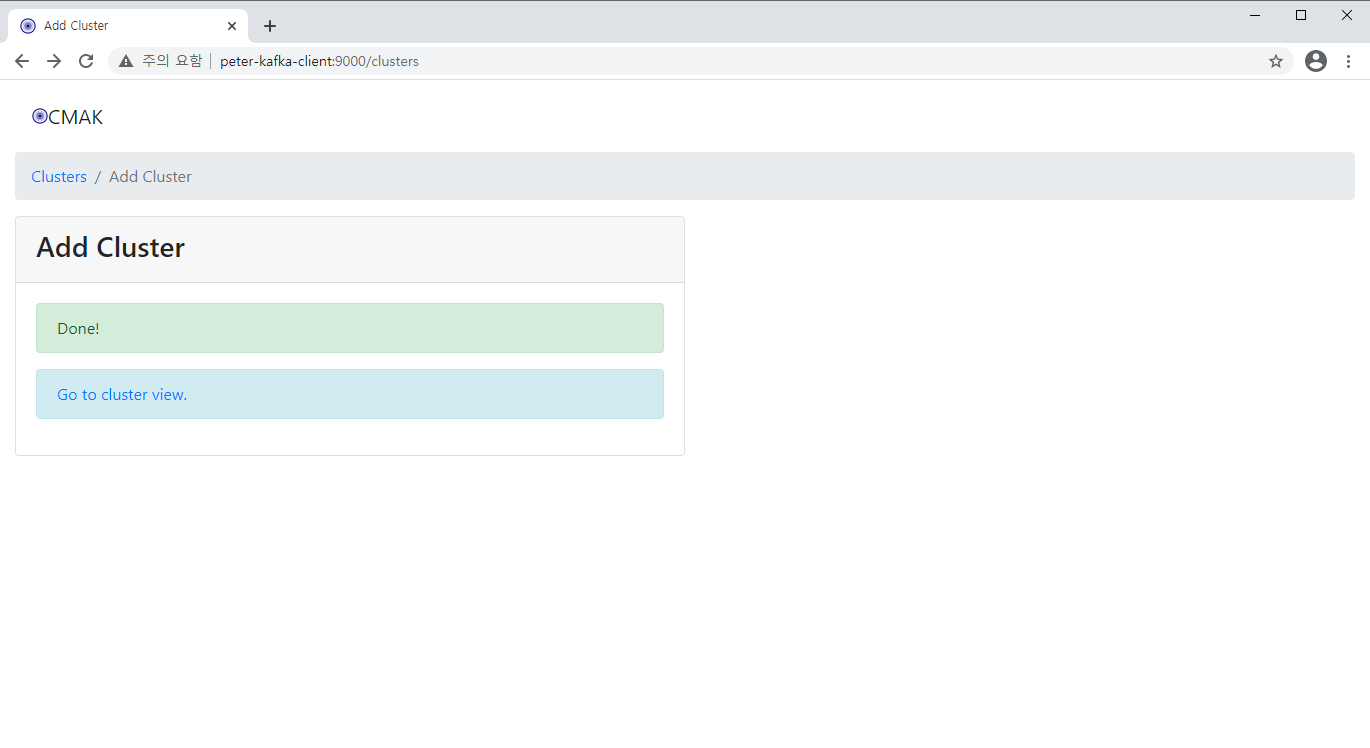 Add Cluster
주의 요함 peter-kafka-client:9000/clusters
CMAK
Clusters / Add Cluster
Add Cluster
Done!
Go to cluster view.